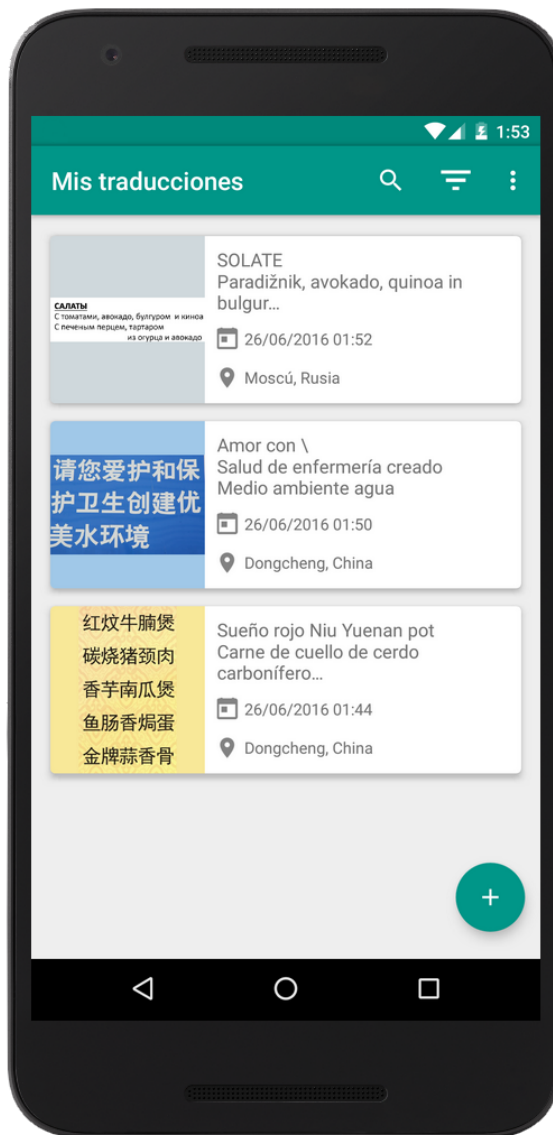 1:53
Mis traducciones
САЛАТЫ
С томатами, авокадо, булгуром и киноа
С печеным перцем, тартаром
из огурца и авокадо
SOLATE
Paradižnik, avokado, quinoa in
bulgur...
26/06/2016 01:52
Moscú, Rusia
请您爱护和保
护卫生创建优
美水环境
Amor con \
Salud de enfermería creado
Medio ambiente agua
26/06/2016 01:50
Dongcheng, China
红炆牛腩煲
碳烧猪颈肉
香芋南瓜煲
鱼肠香焗蛋
金牌蒜香骨
Sueño rojo Niu Yuenan pot
Carne de cuello de cerdo
carbonífero...
26/06/2016 01:44
Dongcheng, China
+